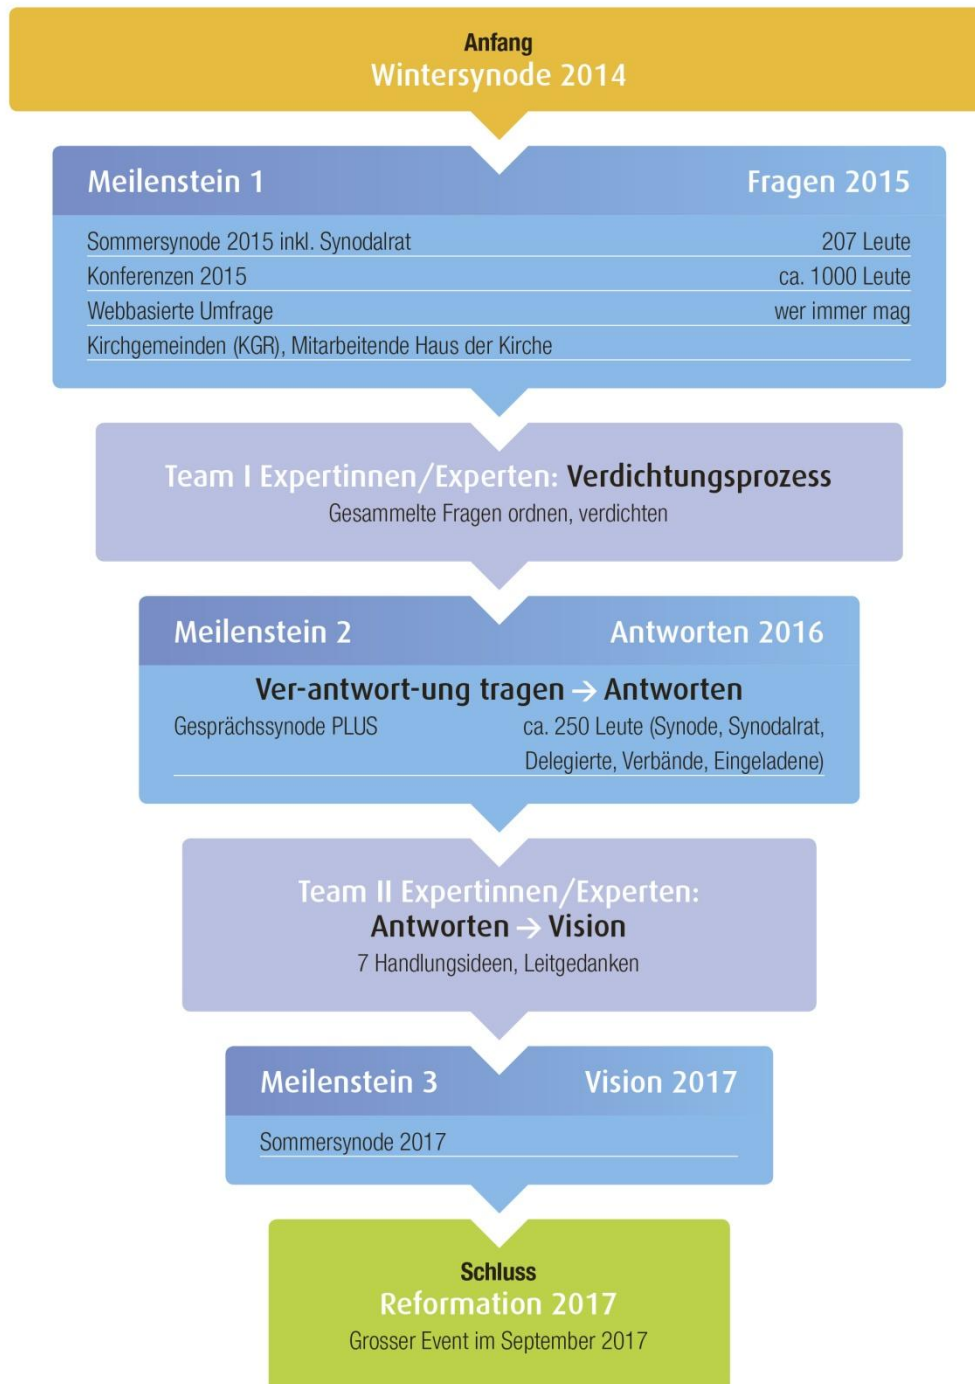 Anfang
Wintersynode 2014
Meilenstein 1 Fragen 2015
Sommersynode 2015 inkl. Synodalrat 207 Leute
Konferenzen 2015 ca. 1000 Leute
Webbasierte Umfrage wer immer mag
Kirchgemeinden (KGR), Mitarbeitende Haus der Kirche
Team I Expertinnen/Experten: Verdichtungsprozess
Gesammelte Fragen ordnen, verdichten
Meilenstein 2 Antworten 2016
Ver-antwort-ung tragen → Antworten
Gesprächssynode PLUS ca. 250 Leute (Synode, Synodalrat,
Delegierte, Verbände, Eingeladene)
Team II Expertinnen/Experten:
Antworten → Vision
7 Handlungsideen, Leitgedanken
Meilenstein 3 Vision 2017
Sommersynode 2017
Schluss
Reformation 2017
Grosser Event im September 2017